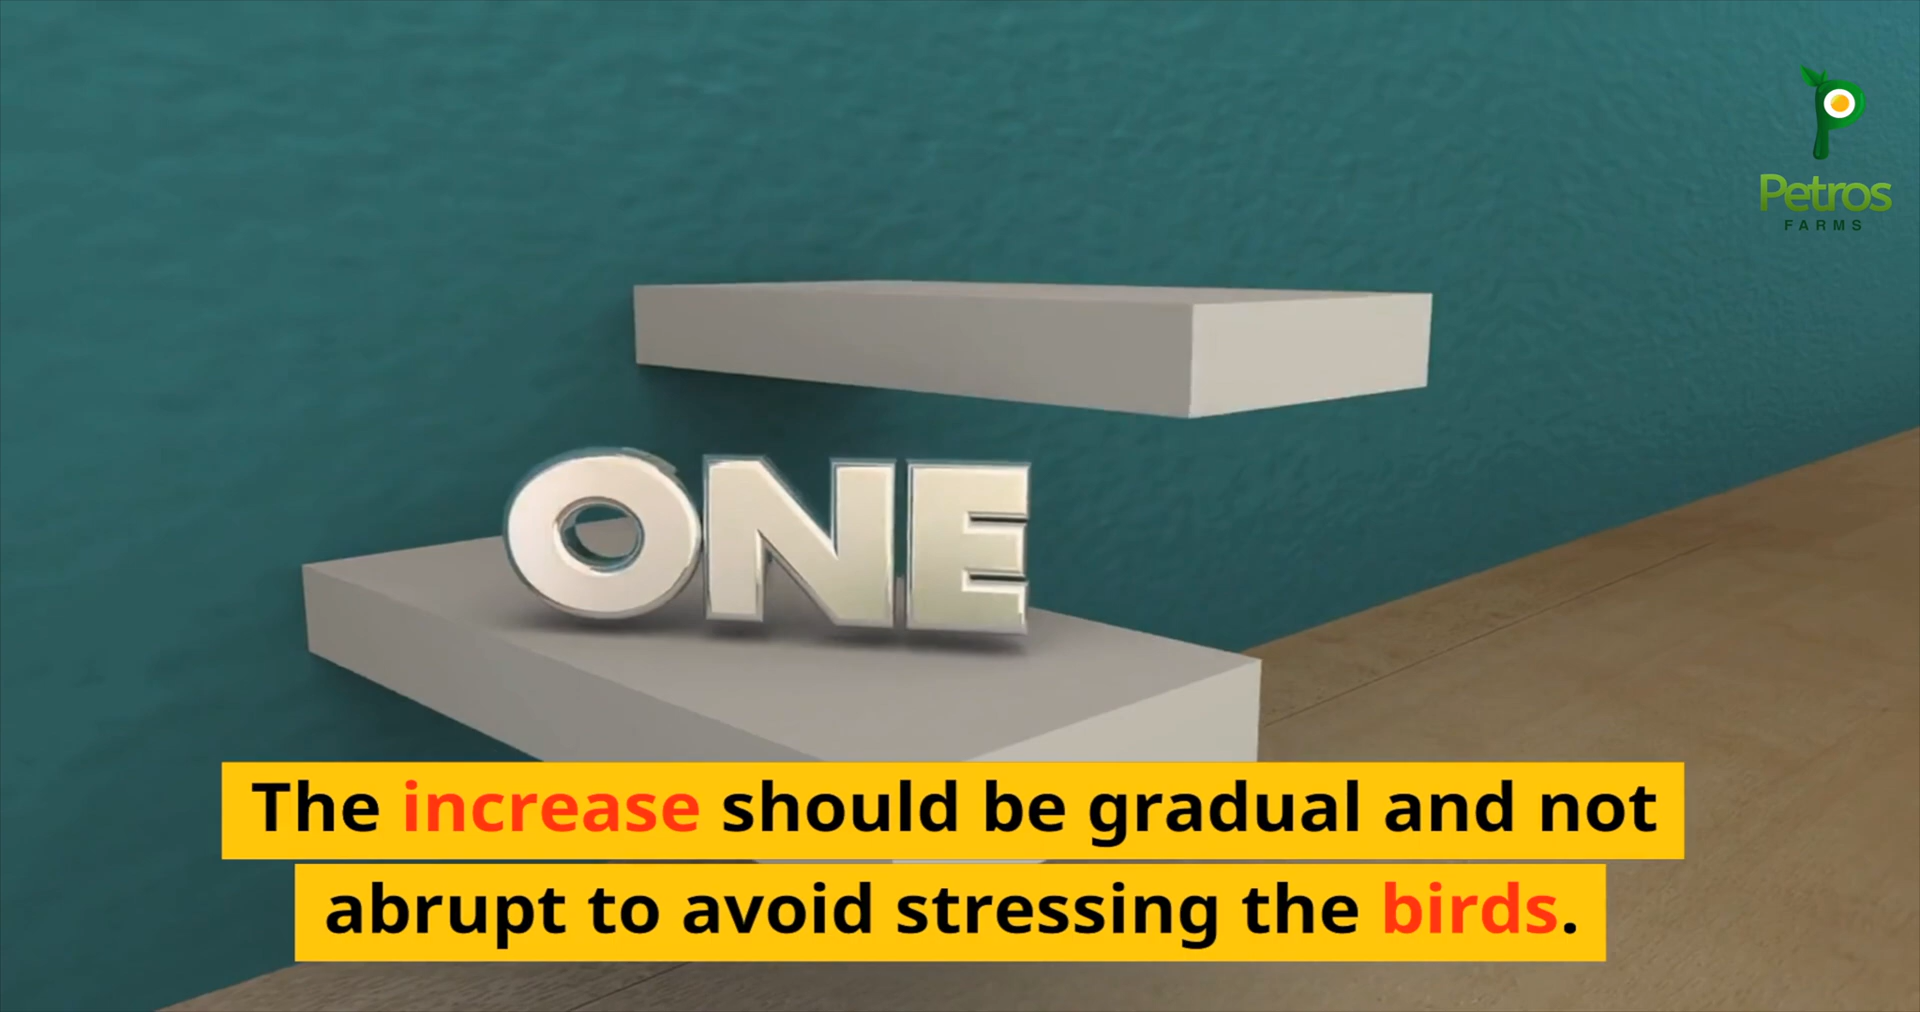 Petros
FARMS
ONE
The increase should be gradual and not
abrupt to avoid stressing the birds.